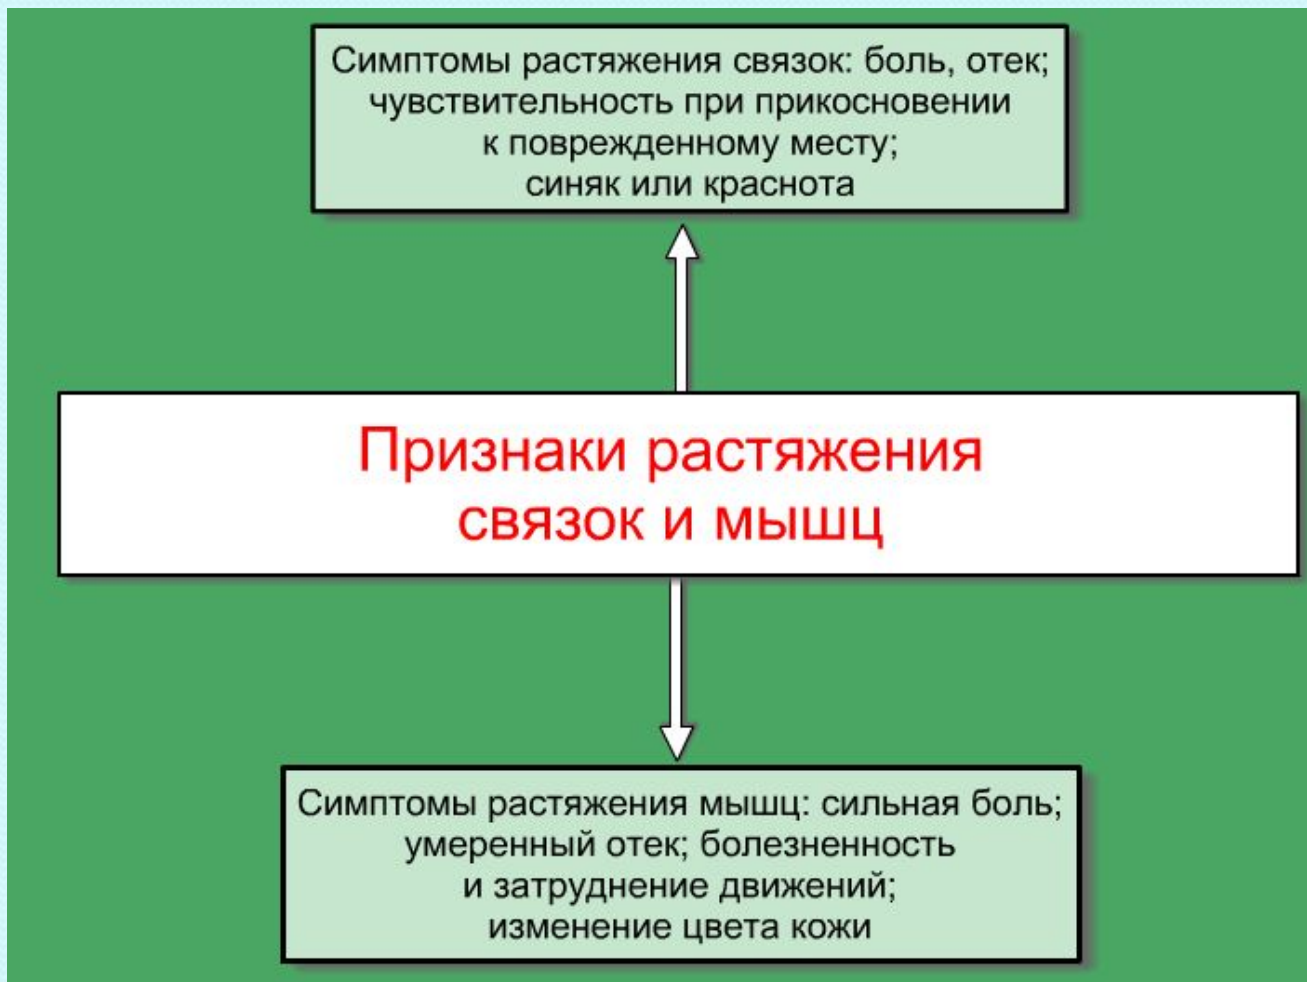 Симптомы растяжения связок: боль, отек;
чувствительность при прикосновении
к поврежденному месту;
синяк или краснота
Признаки растяжения
связок и мышц
Симптомы растяжения мышц: сильная боль;
умеренный отек; болезненность
и затруднение движений;
изменение цвета кожи